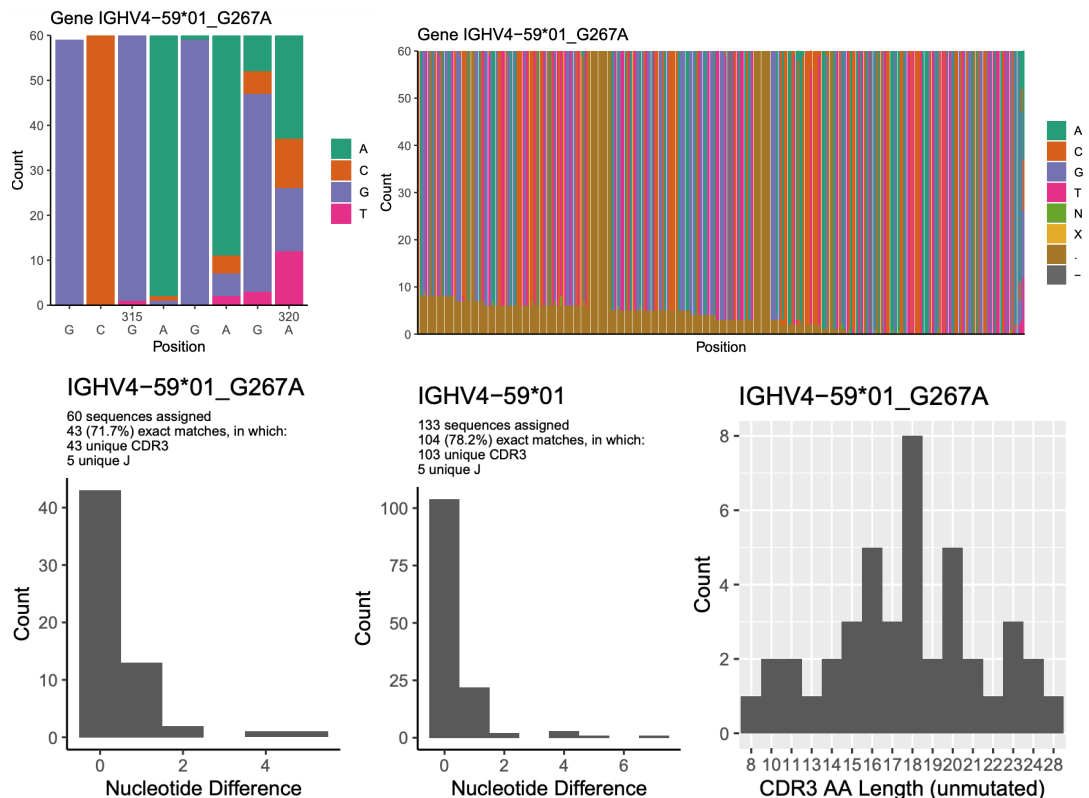 Gene IGHV4−59*01_G267A
60
50
40
30
20
10
0
Count
315
320
G C G A G A G A
Position
A
C
G
T
Gene IGHV4−59*01_G267A
60
50
40
30
20
10
0
Count
Position
A
C
G
T
N
X
.
−
IGHV4−59*01_G267A
60 sequences assigned
43 (71.7%) exact matches, in which:
43 unique CDR3
5 unique J
40
30
20
10
0
Count
0 2 4
Nucleotide Difference
IGHV4−59*01
133 sequences assigned
104 (78.2%) exact matches, in which:
103 unique CDR3
5 unique J
100
75
50
25
0
Count
0 2 4 6
Nucleotide Difference
IGHV4−59*01_G267A
8
6
4
2
0
Count
8 10 11 13 14 15 16 17 18 19 20 21 22 23 24 28
CDR3 AA Length (unmutated)